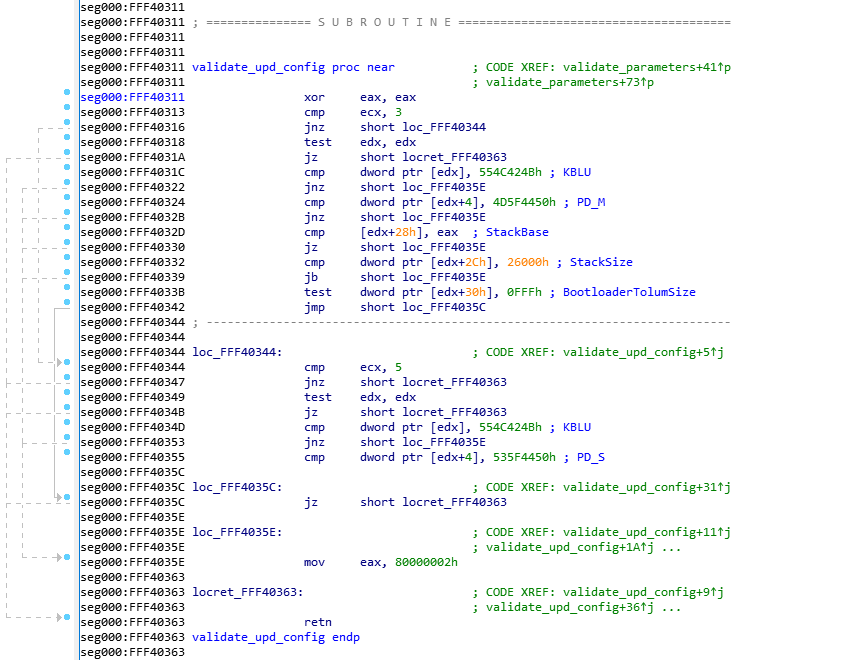 seg000:FFF40311
seg000:FFF40311 ; =============== S U B R O U T I N E =======================================
seg000:FFF40311
seg000:FFF40311
seg000:FFF40311 validate_upd_config proc near ; CODE XREF: validate_parameters+41↑p
seg000:FFF40311 ; validate_parameters+73↑p
seg000:FFF40311 xor eax, eax
seg000:FFF40313 cmp ecx, 3
seg000:FFF40316 jnz short loc_FFF40344
seg000:FFF40318 test edx, edx
seg000:FFF4031A jz short locret_FFF40363
seg000:FFF4031C cmp dword ptr [edx], 554C424Bh ; KBLU
seg000:FFF40322 jnz short loc_FFF4035E
seg000:FFF40324 cmp dword ptr [edx+4], 4D5F4450h ; PD_M
seg000:FFF4032B jnz short loc_FFF4035E
seg000:FFF4032D cmp [edx+28h], eax ; StackBase
seg000:FFF40330 jz short loc_FFF4035E
seg000:FFF40332 cmp dword ptr [edx+2Ch], 26000h ; StackSize
seg000:FFF40339 jb short loc_FFF4035E
seg000:FFF4033B test dword ptr [edx+30h], 0FFFh ; BootloaderTolumSize
seg000:FFF40342 jmp short loc_FFF4035C
seg000:FFF40344 ; ---------------------------------------------------------------------------
seg000:FFF40344
seg000:FFF40344 loc_FFF40344: ; CODE XREF: validate_upd_config+5↑j
seg000:FFF40344 cmp ecx, 5
seg000:FFF40347 jnz short locret_FFF40363
seg000:FFF40349 test edx, edx
seg000:FFF4034B jz short locret_FFF40363
seg000:FFF4034D cmp dword ptr [edx], 554C424Bh ; KBLU
seg000:FFF40353 jnz short loc_FFF4035E
seg000:FFF40355 cmp dword ptr [edx+4], 535F4450h ; PD_S
seg000:FFF4035C
seg000:FFF4035C loc_FFF4035C: ; CODE XREF: validate_upd_config+31↑j
seg000:FFF4035C jz short locret_FFF40363
seg000:FFF4035E
seg000:FFF4035E loc_FFF4035E: ; CODE XREF: validate_upd_config+11↑j
seg000:FFF4035E ; validate_upd_config+1A↑j ...
seg000:FFF4035E mov eax, 80000002h
seg000:FFF40363
seg000:FFF40363 locret_FFF40363: ; CODE XREF: validate_upd_config+9↑j
seg000:FFF40363 ; validate_upd_config+36↑j ...
seg000:FFF40363 retn
seg000:FFF40363 validate_upd_config endp
seg000:FFF40363